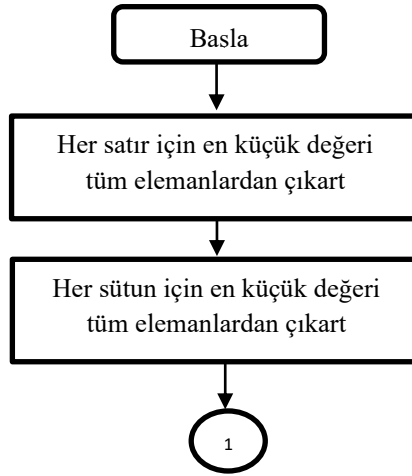 Basla
Her satır için en küçük değeri
tüm elemanlardan çıkart
Her sütun için en küçük değeri
tüm elemanlardan çıkart
1